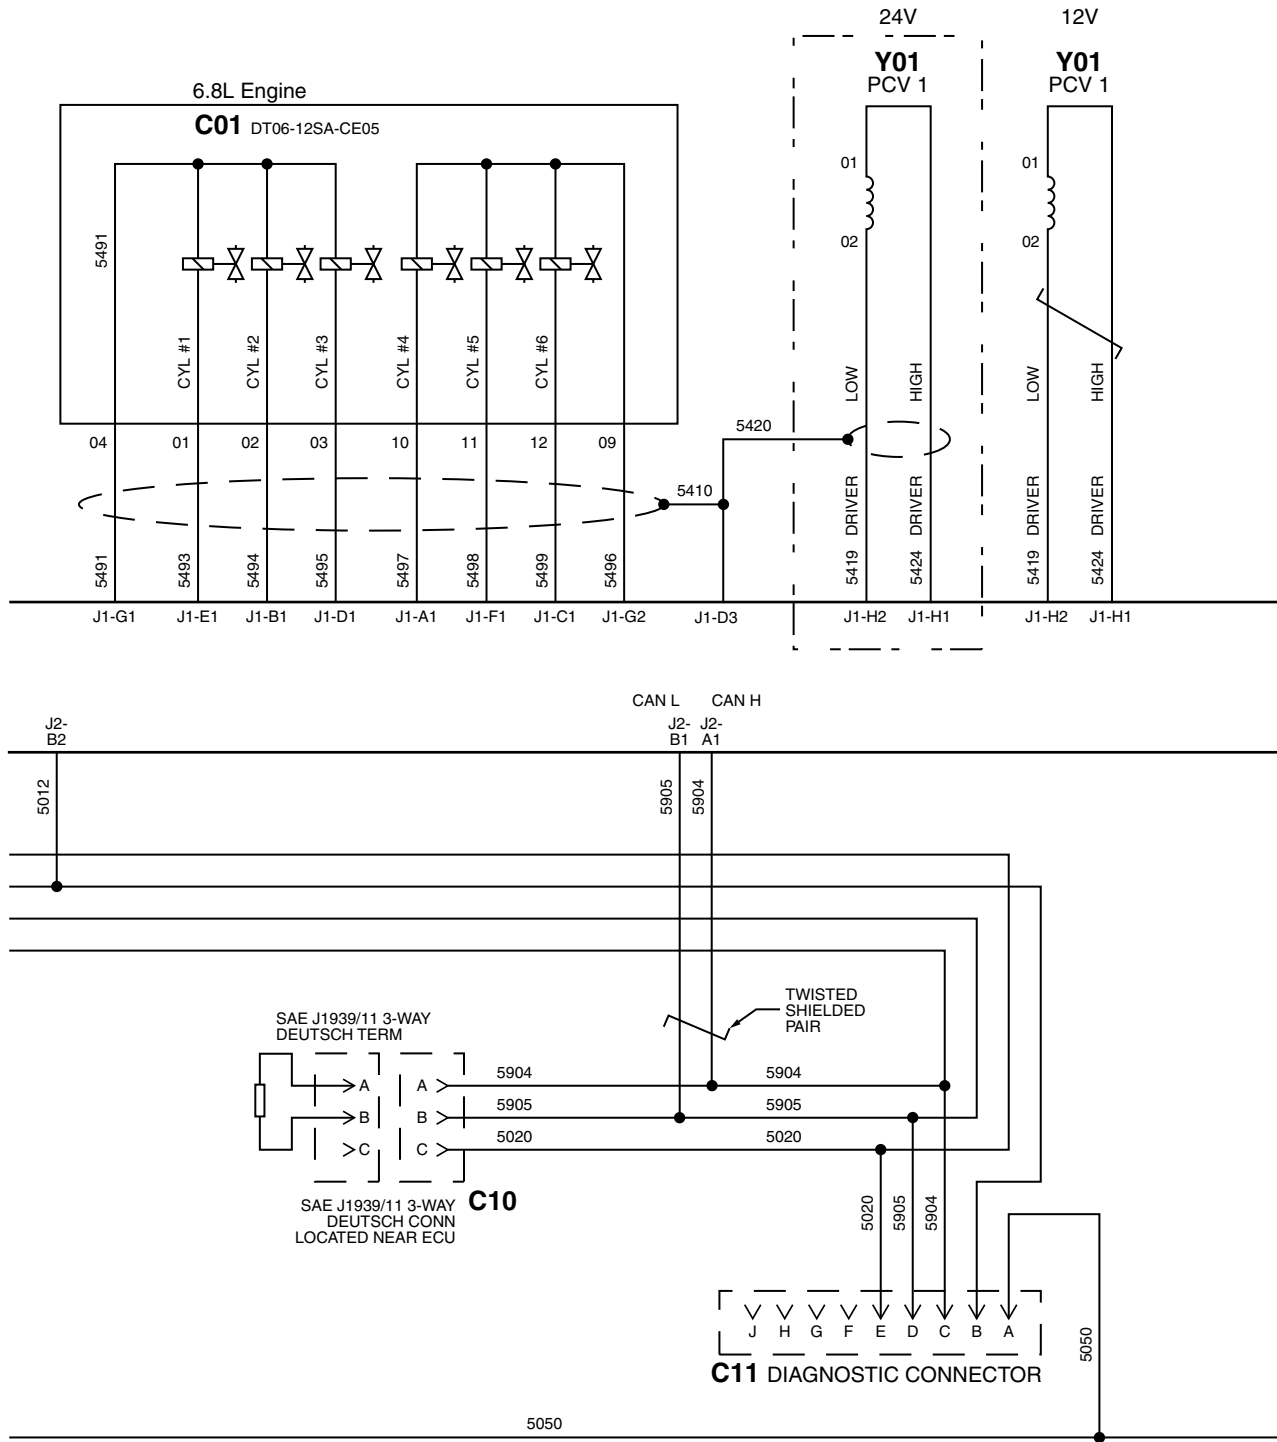 24V
12V
Y01
PCV 1
Y01
PCV 1
6.8L Engine
C01 DT06-12SA-CE05
01
02
01
02
5491
CYL #1
CYL #2
CYL #3
CYL #4
CYL #5
CYL #6
LOW
HIGH
LOW
HIGH
04
01
02
03
10
11
12
09
5420
5410
5491
5493
5494
5495
5497
5498
5499
5496
5419 DRIVER
5424 DRIVER
5419 DRIVER
5424 DRIVER
J1-G1
J1-E1
J1-B1
J1-D1
J1-A1
J1-F1
J1-C1
J1-G2
J1-D3
J1-H2
J1-H1
J1-H2
J1-H1
CAN L
CAN H
J2-
B2
J2-
B1
J2-
A1
5012
5905
5904
TWISTED
SHIELDED
PAIR
SAE J1939/11 3-WAY
DEUTSCH TERM
A
B
C
A
B
C
5904
5904
5905
5905
5020
5020
C10
SAE J1939/11 3-WAY
DEUTSCH CONN
LOCATED NEAR ECU
5020
5905
5904
J
H
G
F
E
D
C
B
A
C11 DIAGNOSTIC CONNECTOR
5050
5050